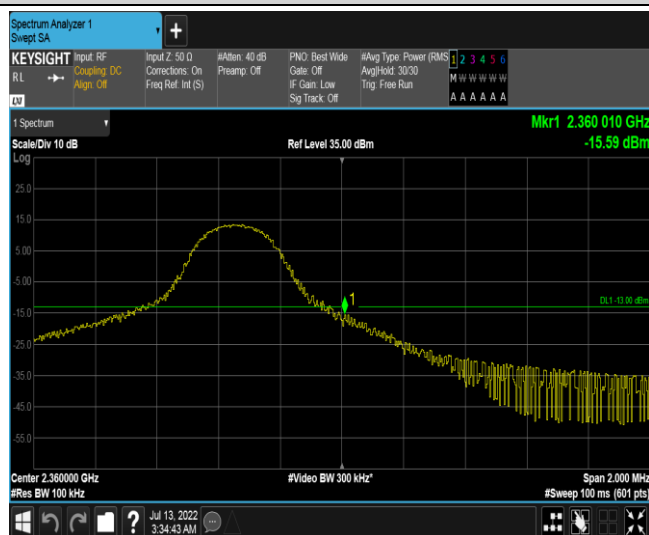 Spectrum Analyzer 1
Swept SA
KEYSIGHT
RL
LXI
Input: RF
Coupling: DC
Align: Off
Input Z: 50 Ω
Corrections: On
Freq Ref: Int (S)
#Atten: 40 dB
Preamp: Off
PNO: Best Wide
Gate: Off
IF Gain: Low
Sig Track: Off
#Avg Type: Power (RMS
Avg|Hold: 30/30
Trig: Free Run
1 2 3 4 5 6
M W W W W W
A A A A A A
1 Spectrum
Scale/Div 10 dB
Ref Level 35.00 dBm
Mkr1 2.360 010 GHz
-15.59 dBm
Log
25.0
15.0
5.00
-5.00
1
DL1 -13.00 dBm
-15.0
-25.0
-35.0
-45.0
-55.0
Center 2.360000 GHz
#Video BW 300 kHz*
Span 2.000 MHz
#Res BW 100 kHz
#Sweep 100 ms (601 pts)
?
Jul 13, 2022
3:34:43 AM